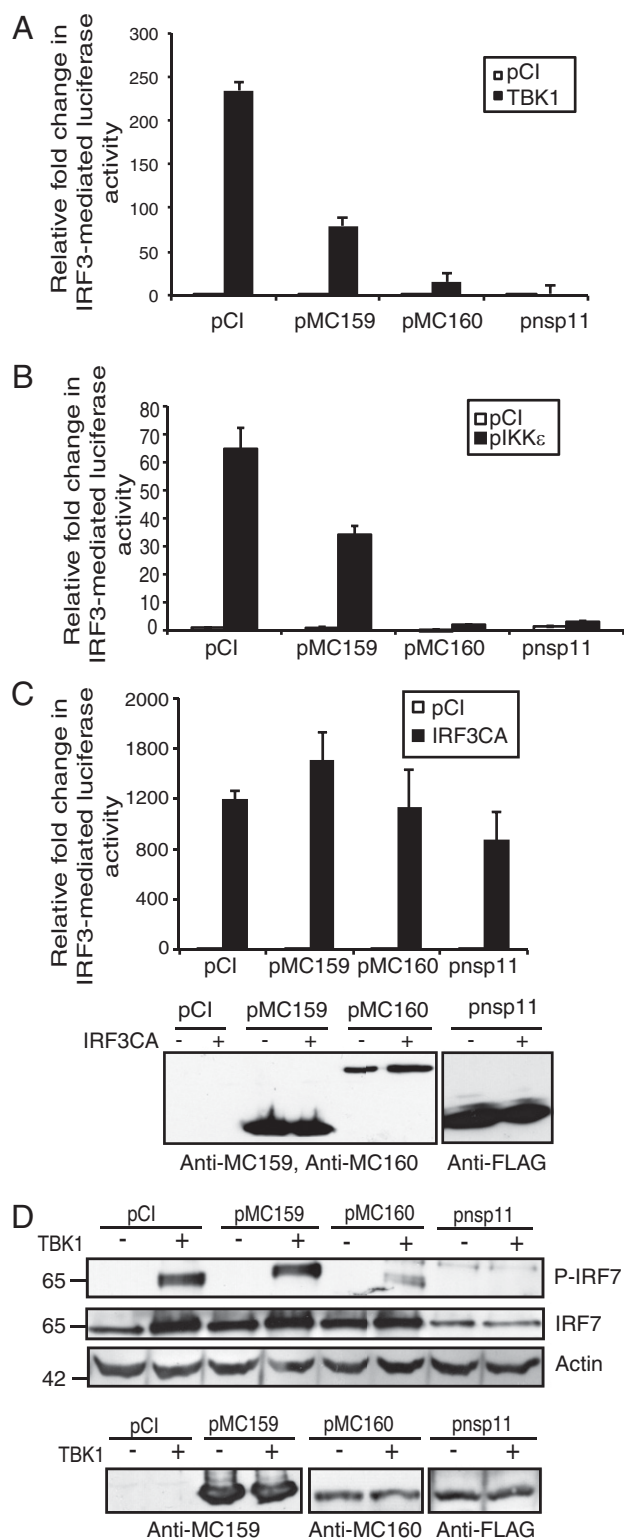 A
Relative fold change in
IRF3-mediated luciferase
activity
300
250
200
150
100
50
0
pCI
TBK1
pCI pMC159 pMC160 pnsp11
B
Relative fold change in
IRF3-mediated luciferase
activity
80
70
60
50
40
30
20
10
0
pCI
pIKKε
pCI pMC159 pMC160 pnsp11
C
Relative fold change in
IRF3-mediated luciferase
activity
2000
1600
1200
800
400
0
pCI
IRF3CA
pCI pMC159 pMC160 pnsp11
pCI pMC159 pMC160 pnsp11
IRF3CA - + - + - + - +
Anti-MC159, Anti-MC160 Anti-FLAG
D
pCI pMC159 pMC160 pnsp11
TBK1 - + - + - + - +
65 P-IRF7
65 IRF7
42 Actin
pCI pMC159 pMC160 pnsp11
TBK1 - + - + - + - +
Anti-MC159 Anti-MC160 Anti-FLAG